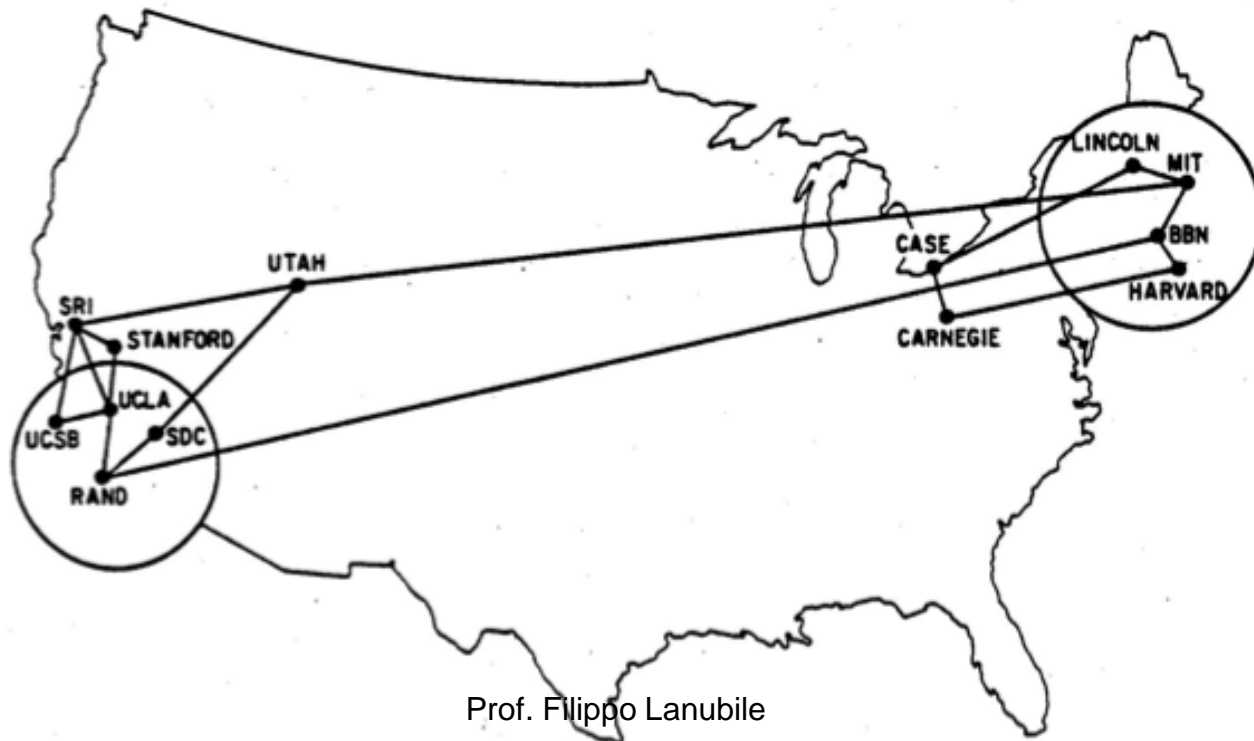 LINCOLN
MIT
BBN
CASE
UTAH
HARVARD
SRI
STANFORD
CARNEGIE
UCLA
UCSB
SDC
RAND
Prof. Filippo Lanubile